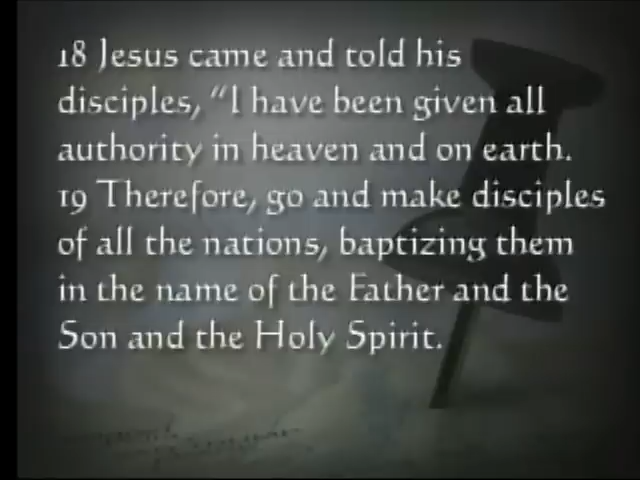 18 Jesus came and told his
disciples, “I have been given all
authority in heaven and on earth.
19 Therefore, go and make disciples
of all the nations, baptizing them
in the name of the Father and the
Son and the Holy Spirit.